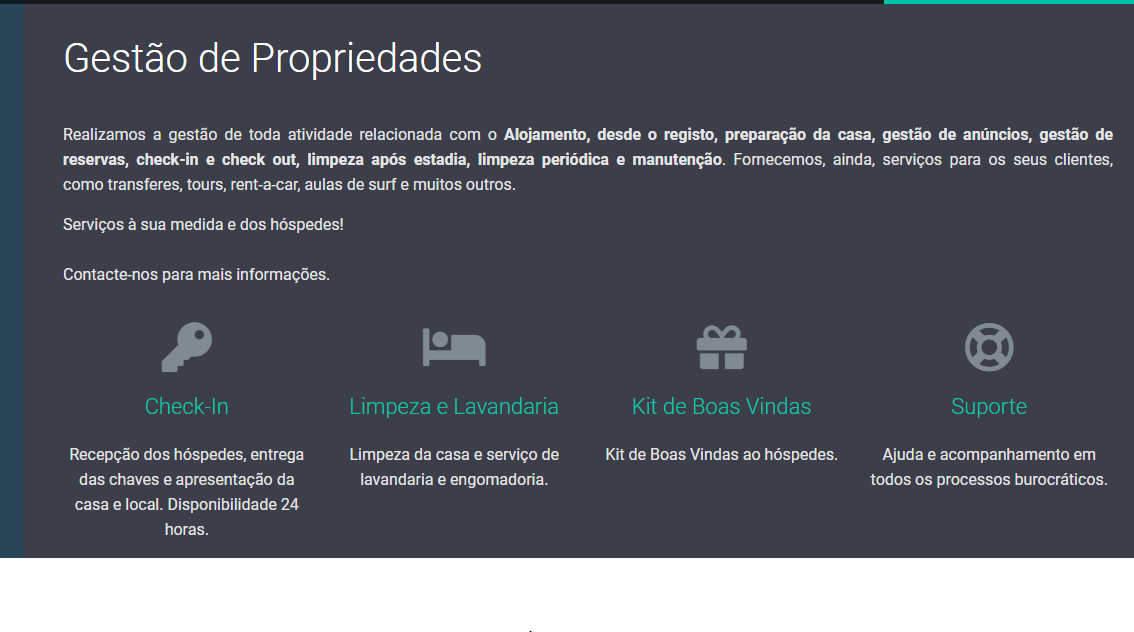 Gestão de Propriedades
Realizamos a gestão de toda atividade relacionada com o Alojamento, desde o registo, preparação da casa, gestão de anúncios, gestão de
reservas, check-in e check out, limpeza após estadia, limpeza periódica e manutenção. Fornecemos, ainda, serviços para os seus clientes,
como transferes, tours, rent-a-car, aulas de surf e muitos outros.
Serviços à sua medida e dos hóspedes!
Contacte-nos para mais informações.
Check-In
Recepção dos hóspedes, entrega
das chaves e apresentação da
casa e local. Disponibilidade 24
horas.
Limpeza e Lavandaria
Limpeza da casa e serviço de
lavandaria e engomadoria.
Kit de Boas Vindas
Kit de Boas Vindas ao hóspedes.
Suporte
Ajuda e acompanhamento em
todos os processos burocráticos.